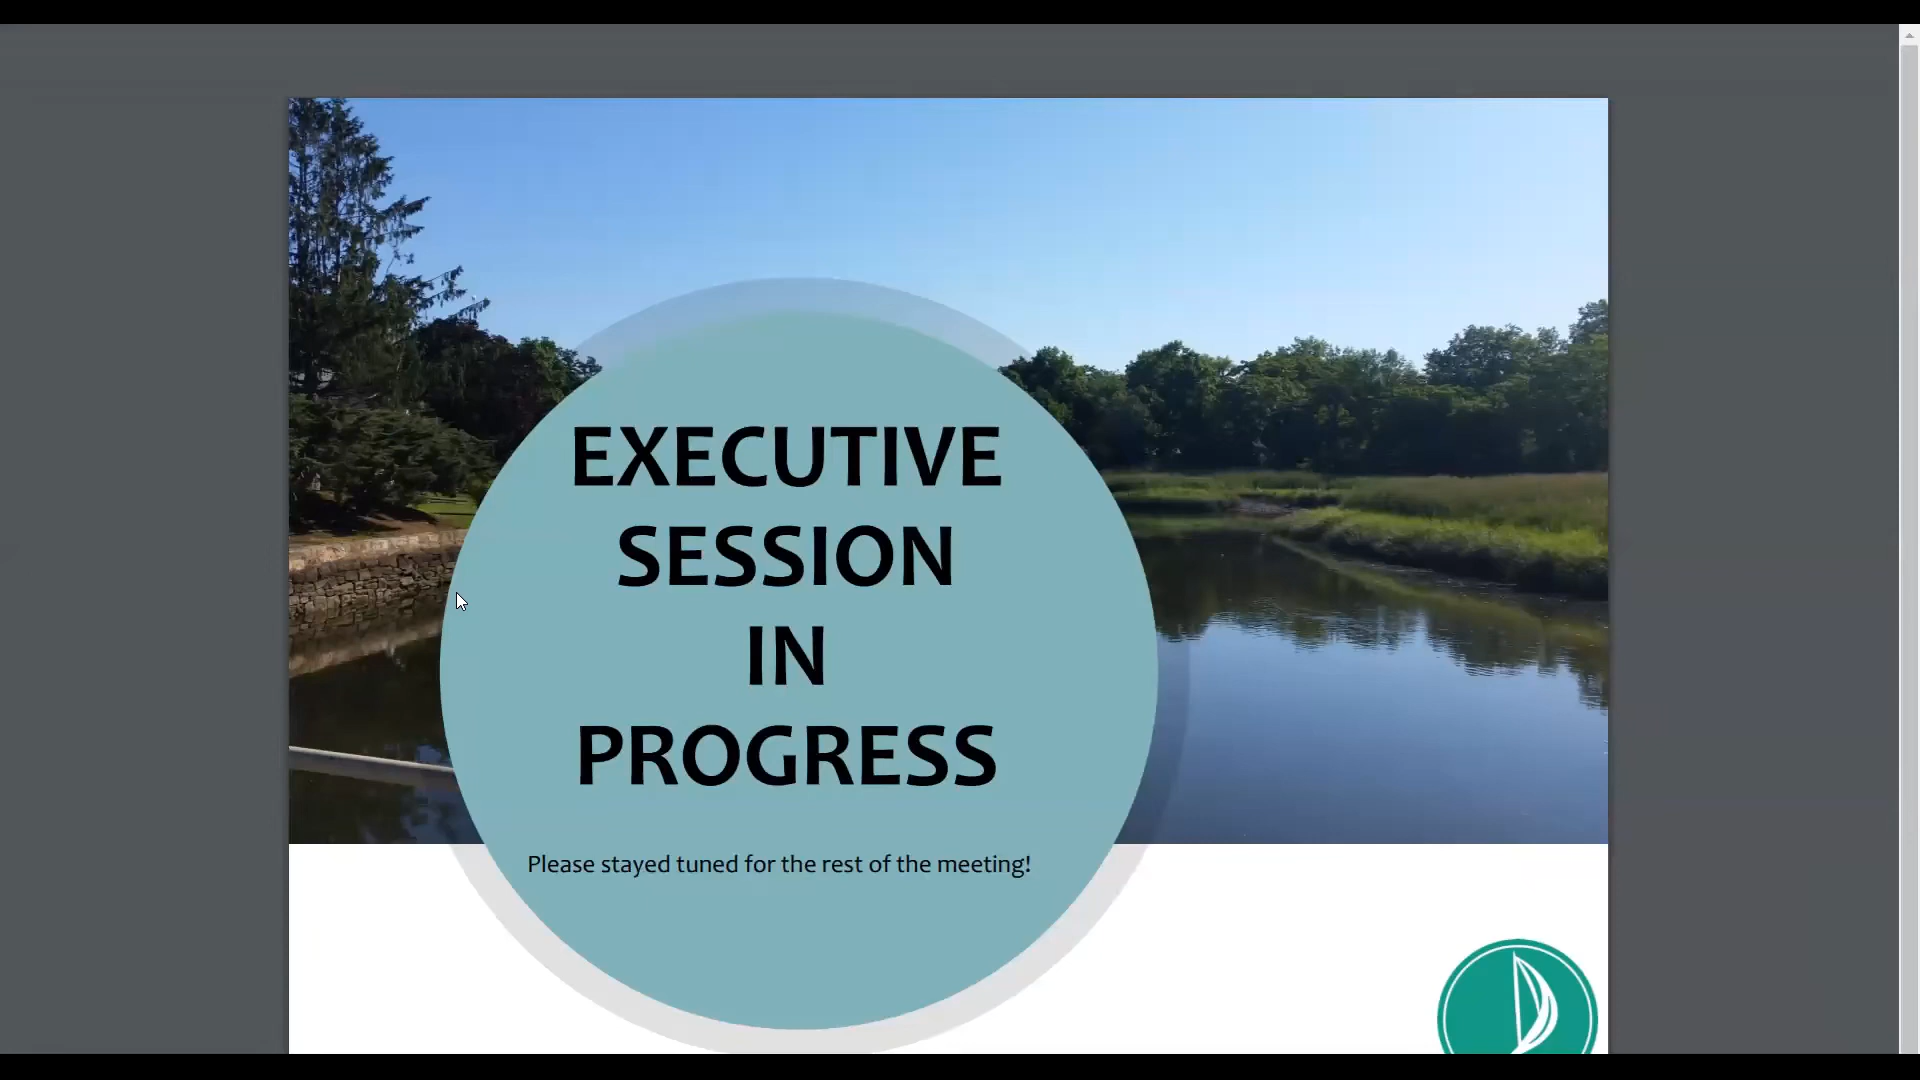 EXECUTIVE
SESSION
IN
PROGRESS
Please stayed tuned for the rest of the meeting!